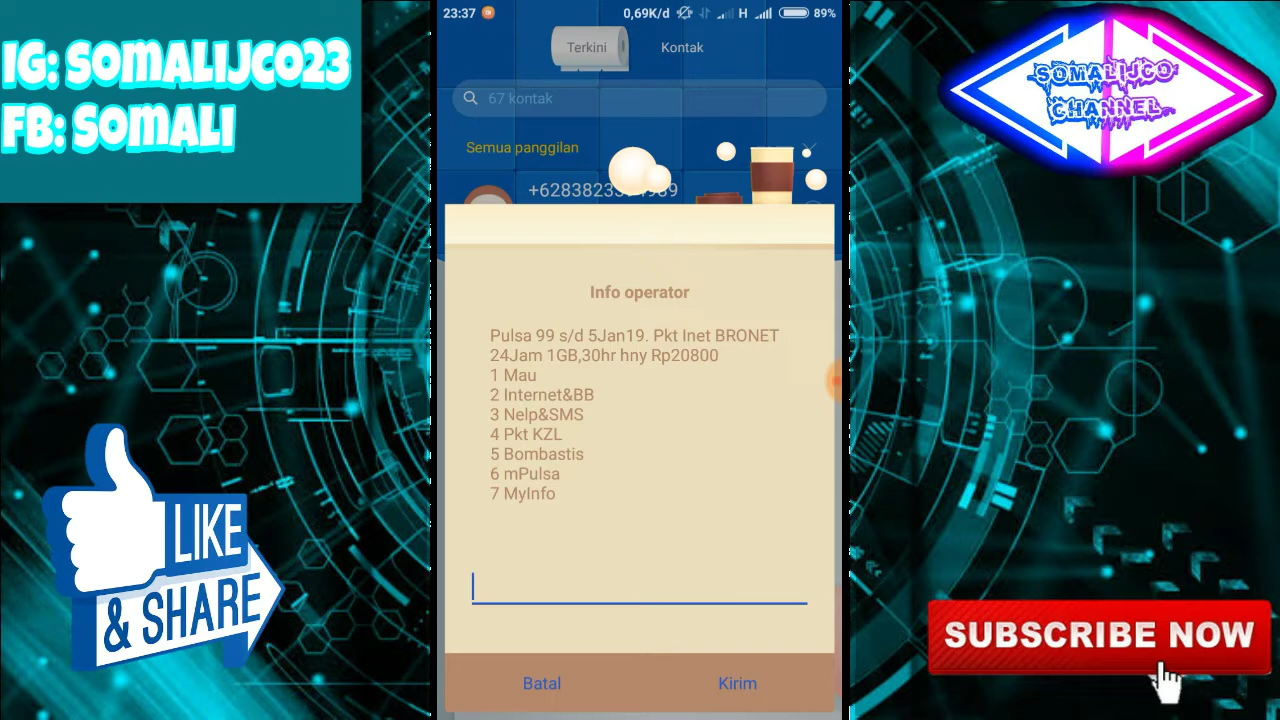 IG: SOMALIJCO23
FB: SOMALI
23:37
0,69K/d
H
89%
Terkini
Kontak
67 kontak
Semua panggilan
Info operator
Pulsa 99 s/d 5Jan19. Pkt Inet BRONET
24Jam 1GB,30hr hny Rp20800
1 Mau
2 Internet&BB
3 Nelp&SMS
4 Pkt KZL
5 Bombastis
6 mPulsa
7 MyInfo
Batal
Kirim
LIKE
& SHARE
SOMALIJCO
CHANNEL
SUBSCRIBE NOW